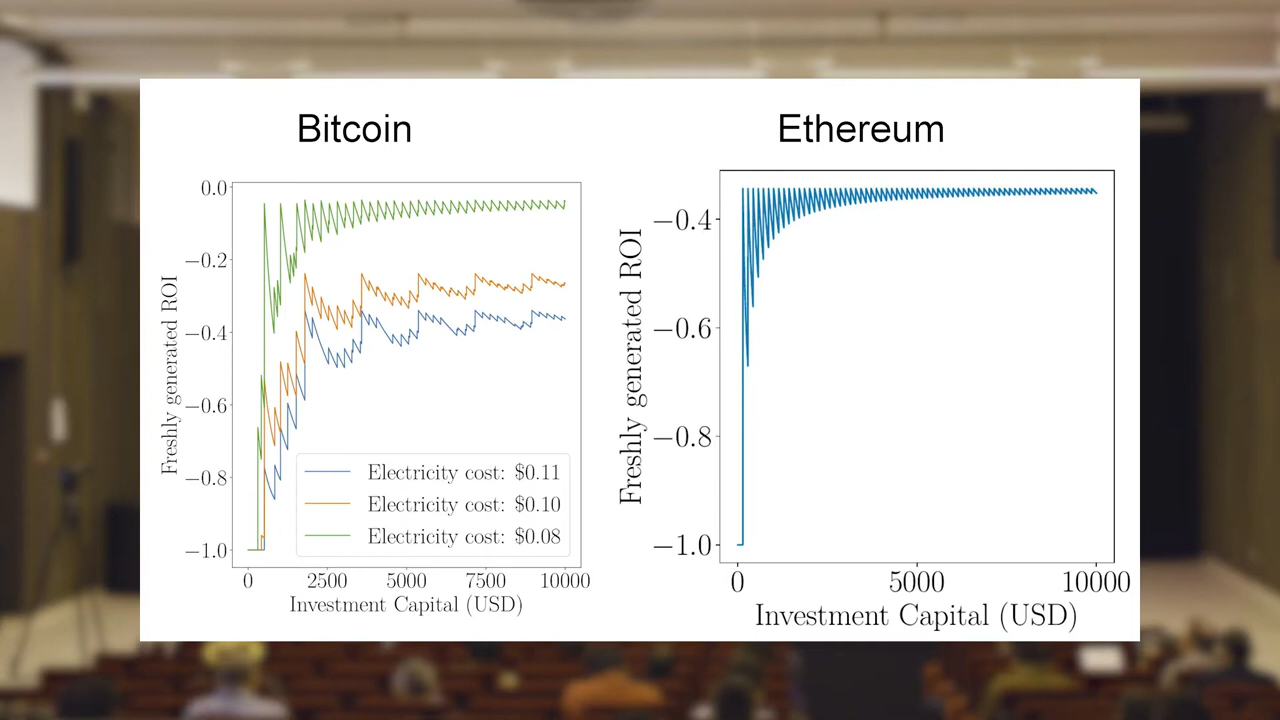 Bitcoin
Freshly generated ROI
0.0
−0.2
−0.4
−0.6
−0.8
−1.0
Electricity cost: $0.11
Electricity cost: $0.10
Electricity cost: $0.08
0 2500 5000 7500 10000
Investment Capital (USD)
Ethereum
Freshly generated ROI
−0.4
−0.6
−0.8
−1.0
0 5000 10000
Investment Capital (USD)